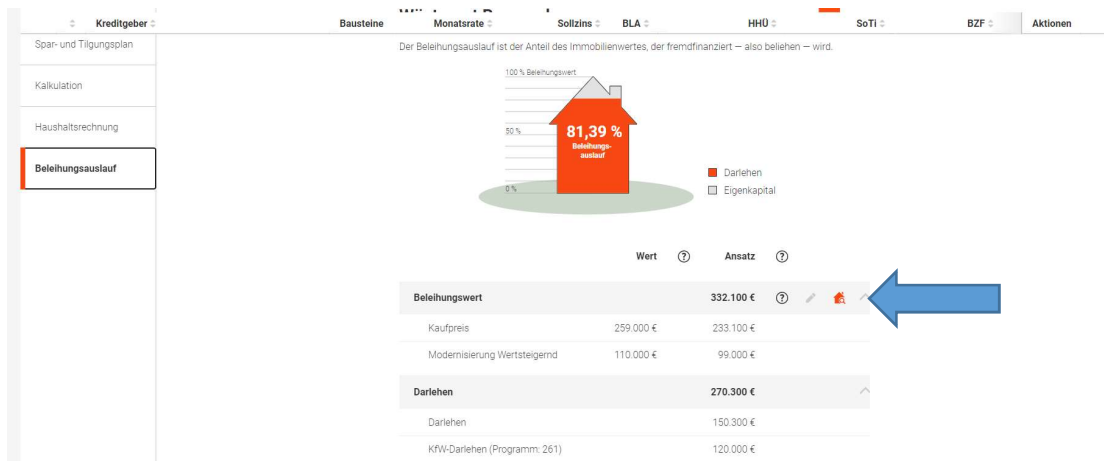 Kreditgeber Bausteine Monatsrate Sollzins BLA HHÜ SoTi BZF Aktionen
Spar- und Tilgungsplan
Kalkulation
Haushaltsrechnung
Beleihungsauslauf
Der Beleihungsauslauf ist der Anteil des Immobilienwertes, der fremdfinanziert – also beliehen – wird.
100 % Beleihungswert
50 %
0 %
81,39 %
Beleihungs-
auslauf
Darlehen
Eigenkapital
Wert ? Ansatz ?
Beleihungswert 332.100 € ?
Kaufpreis 259.000 € 233.100 €
Modernisierung Wertsteigernd 110.000 € 99.000 €
Darlehen 270.300 €
Darlehen 150.300 €
KfW-Darlehen (Programm: 261) 120.000 €